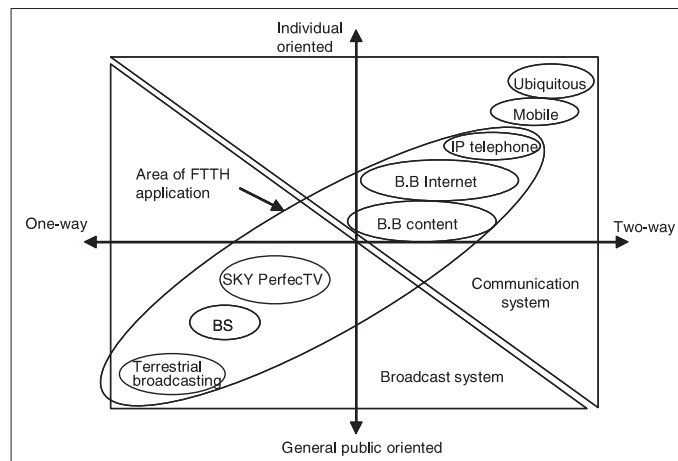 Individual
oriented
Ubiquitous
Mobile
IP telephone
Area of FTTH
application
B.B Internet
B.B content
One-way
Two-way
SKY PerfecTV
Communication
system
BS
Terrestrial
broadcasting
Broadcast system
General public oriented